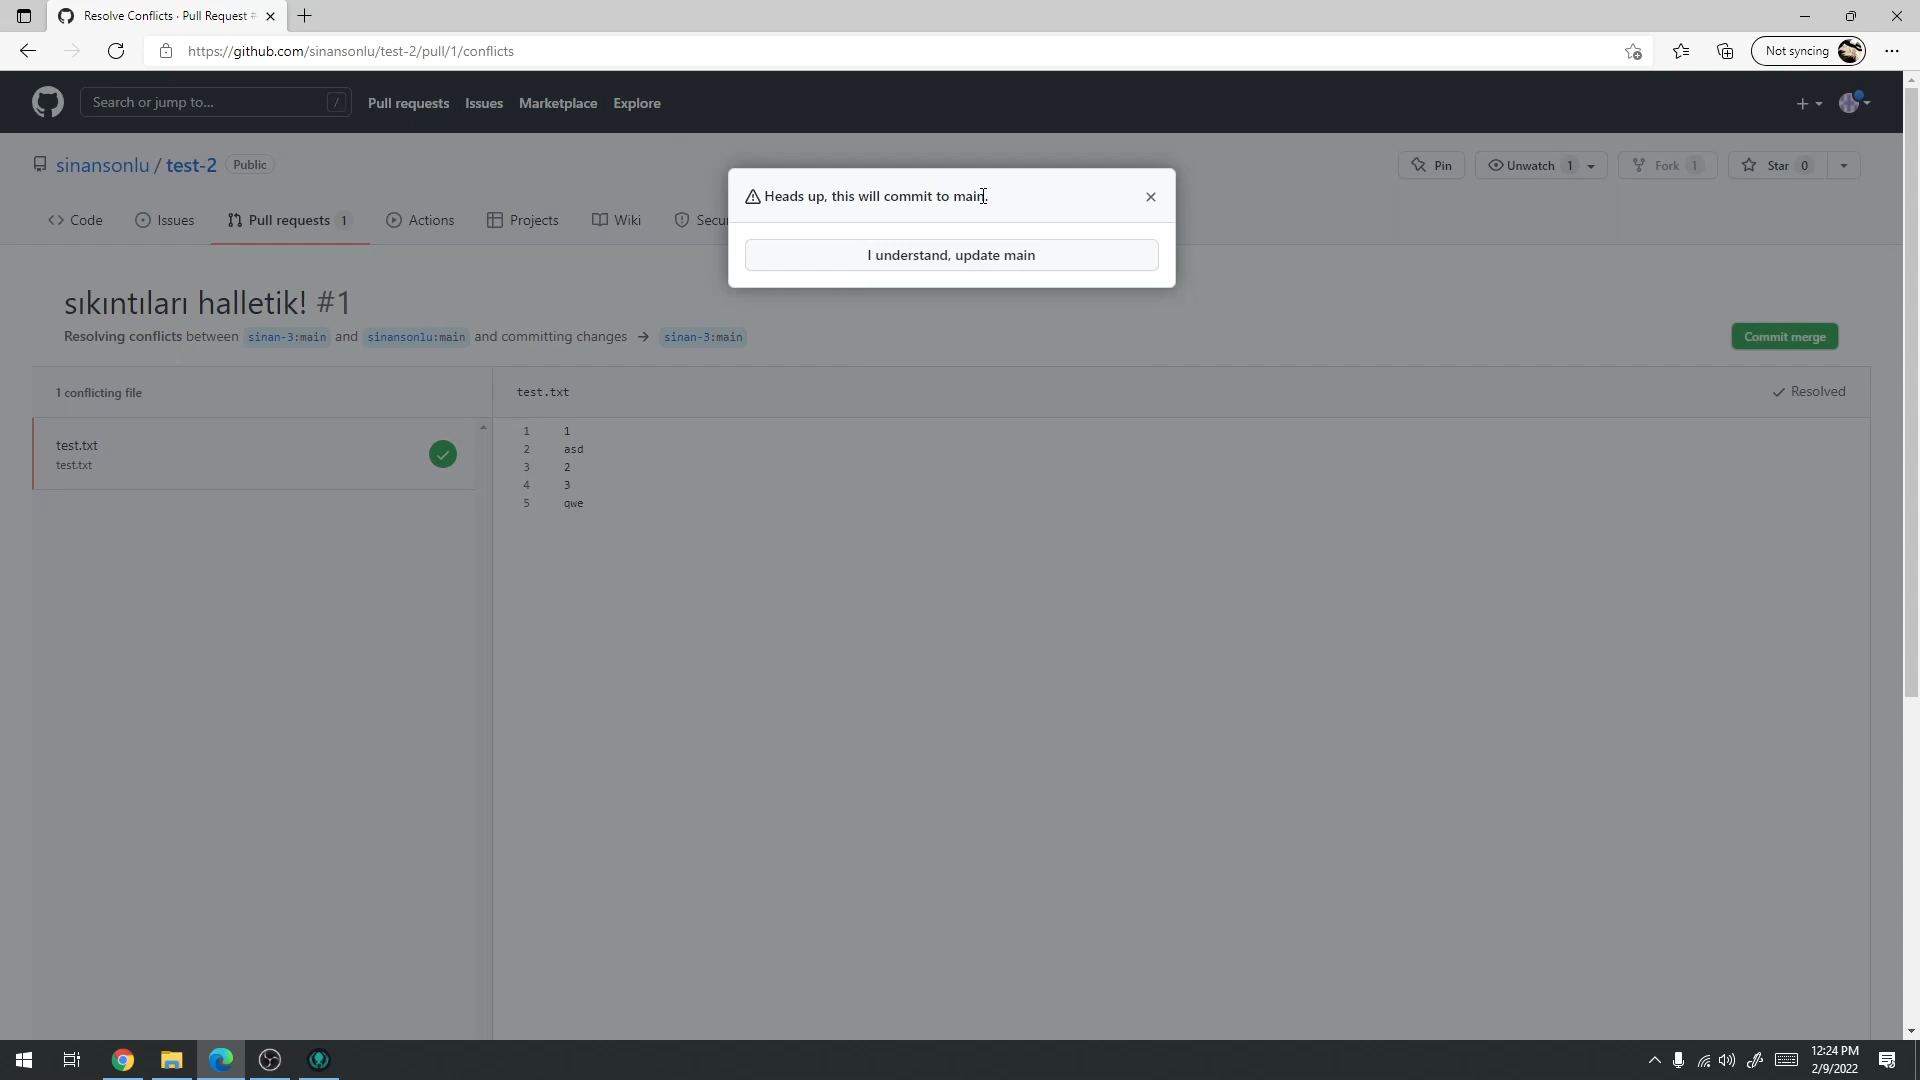 Resolve Conflicts · Pull Request
https://github.com/sinansonlu/test-2/pull/1/conflicts
Not syncing
Search or jump to...
/
Pull requests
Issues
Marketplace
Explore
sinansonlu / test-2
Public
Pin
Unwatch 1
Fork 1
Star 0
Code
Issues
Pull requests 1
Actions
Projects
Wiki
Secu
Heads up, this will commit to main.
I understand, update main
sıkıntıları halletik! #1
Resolving conflicts between sinan-3:main and sinansonlu:main and committing changes → sinan-3:main
Commit merge
1 conflicting file
test.txt
test.txt
test.txt
Resolved
1 1
2 asd
3 2
4 3
5 qwe
12:24 PM
2/9/2022